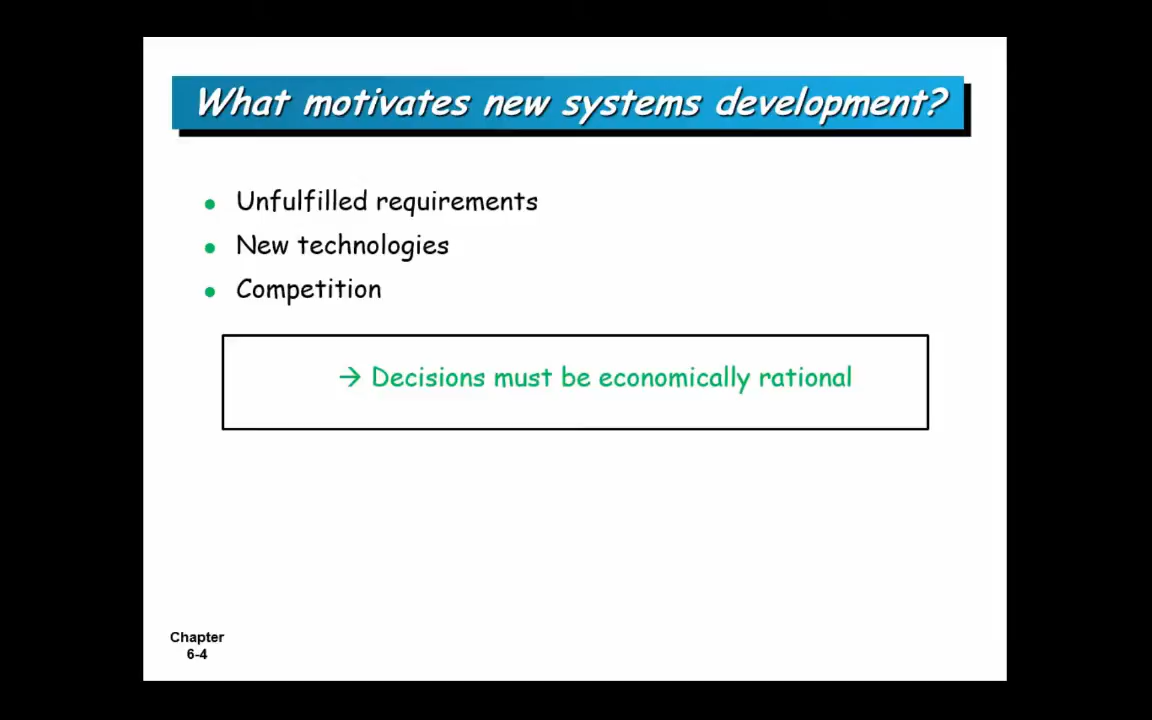 What motivates new systems development?
● Unfulfilled requirements
● New technologies
● Competition
→ Decisions must be economically rational
Chapter
6-4